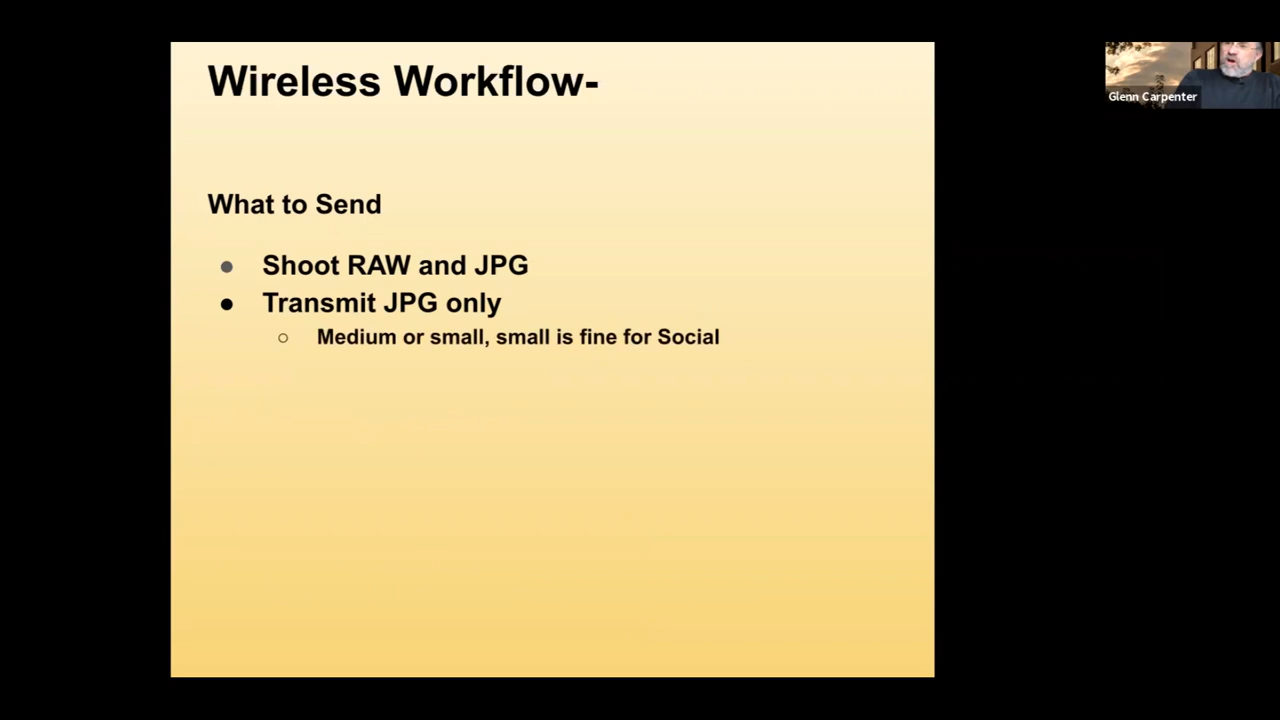 Wireless Workflow-
What to Send
● Shoot RAW and JPG
● Transmit JPG only
○ Medium or small, small is fine for Social
Glenn Carpenter